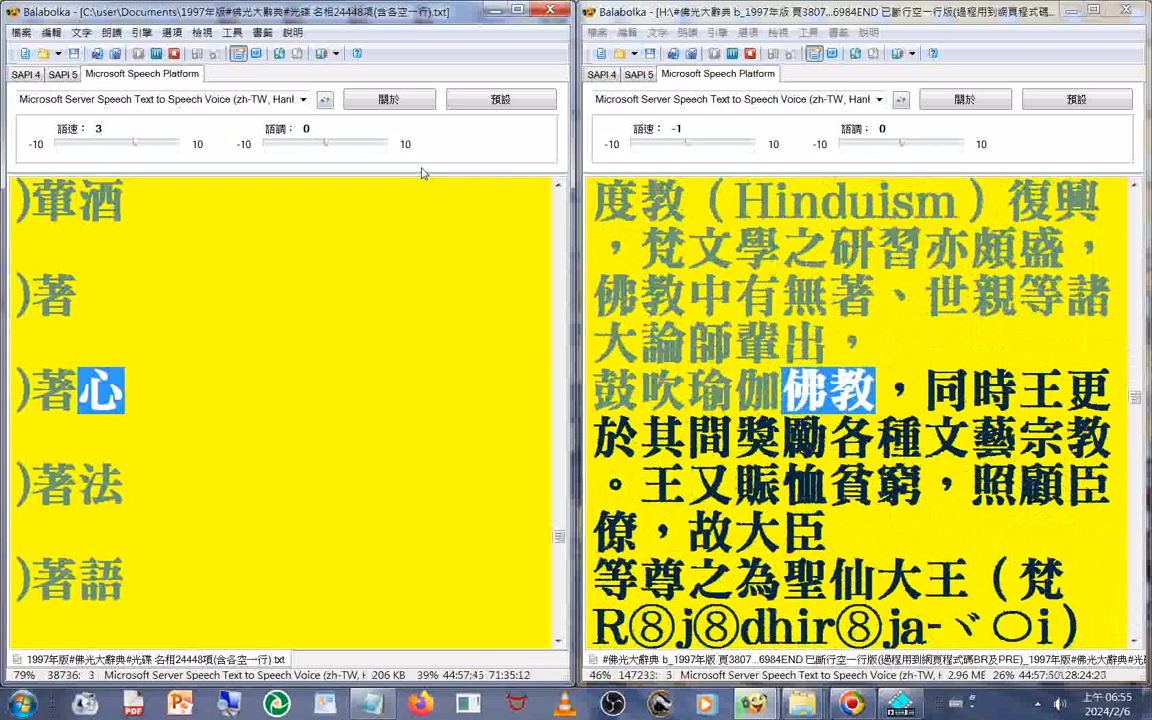 Balabolka - [C:\user\Documents\1997年版#佛光大辭典#光碟 名相24448項(含各空一行).txt]
檔案 編輯 文字 朗讀 引擎 選項 檢視 工具 書籤 說明
SAPI 4 SAPI 5 Microsoft Speech Platform
Microsoft Server Speech Text to Speech Voice (zh-TW, Hanl
關於
預設
語速： 3
語調： 0
-10 10 -10 10
)葷酒
)著
)著心
)著法
)著語
1997年版#佛光大辭典#光碟 名相24448項(含各空一行).txt
79% 38736: 3 Microsoft Server Speech Text to Speech Voice (zh-TW, H 206 KB 39% 44:57:45 71:35:12
Balabolka - [H:\#佛光大辭典 b_1997年版 頁3807...6984END 已斷行空一行版(過程用到網頁程式碼
檔案 編輯 文字 朗讀 引擎 選項 檢視 工具 書籤 說明
SAPI 4 SAPI 5 Microsoft Speech Platform
Microsoft Server Speech Text to Speech Voice (zh-TW, Hanl
關於
預設
語速： -1
語調： 0
-10 10 -10 10
度教（Hinduism）復興
，梵文學之研習亦頗盛，
佛教中有無著、世親等諸
大論師輩出，
鼓吹瑜伽佛教，同時王更
於其間獎勵各種文藝宗教
。王又賑恤貧窮，照顧臣
僚，故大臣
等尊之為聖仙大王（梵
R⑧j⑧dhir⑧ja-ヾ〇i）
#佛光大辭典 b_1997年版 頁3807...6984END 已斷行空一行版(過程用到網頁程式碼BR及PRE)_1997年版#光
46% 147233: 3 Microsoft Server Speech Text to Speech Voice (zh-TW, 2.96 MB 26%
上午 06:55
2024/2/6